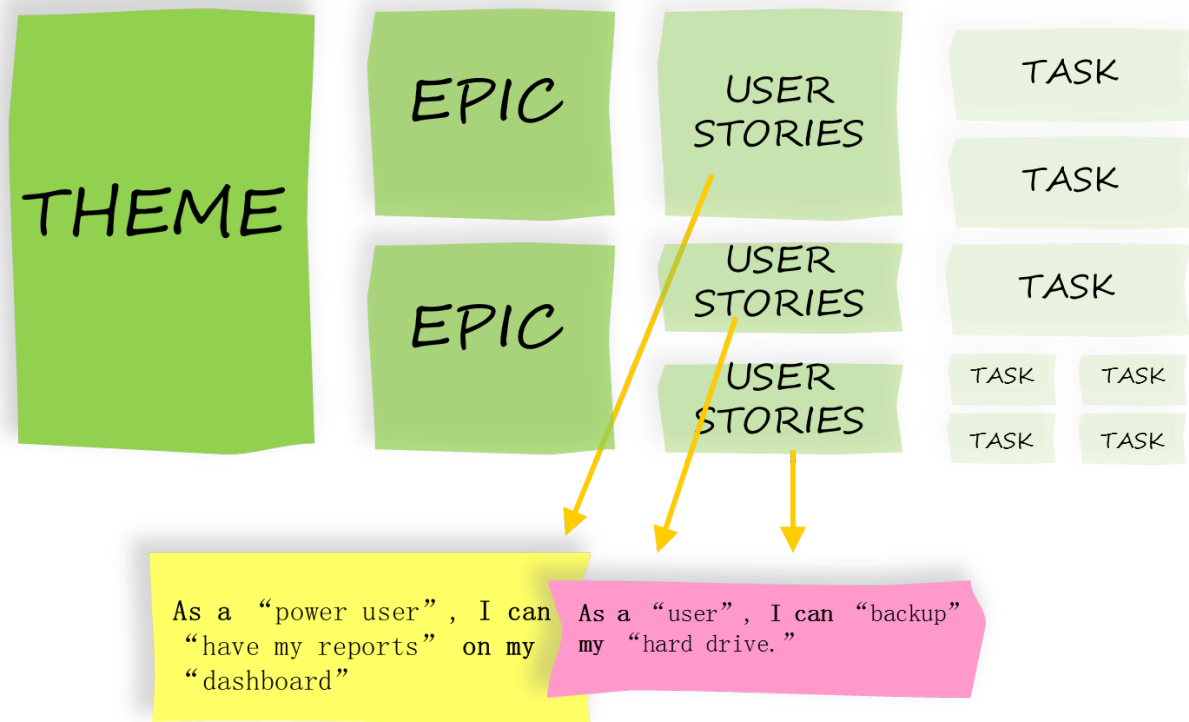 THEME
EPIC
EPIC
USER
STORIES
USER
STORIES
USER
STORIES
TASK
TASK
TASK
TASK
TASK
TASK
TASK
As a “power user”, I can
“have my reports” on my
“dashboard”
As a “user”, I can “backup”
my “hard drive.”